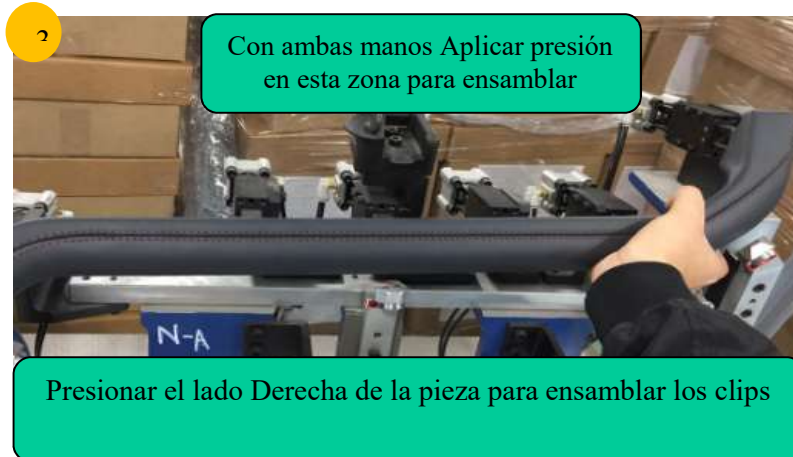 Con ambas manos Aplicar presión
en esta zona para ensamblar
N-A
Presionar el lado Derecha de la pieza para ensamblar los clips